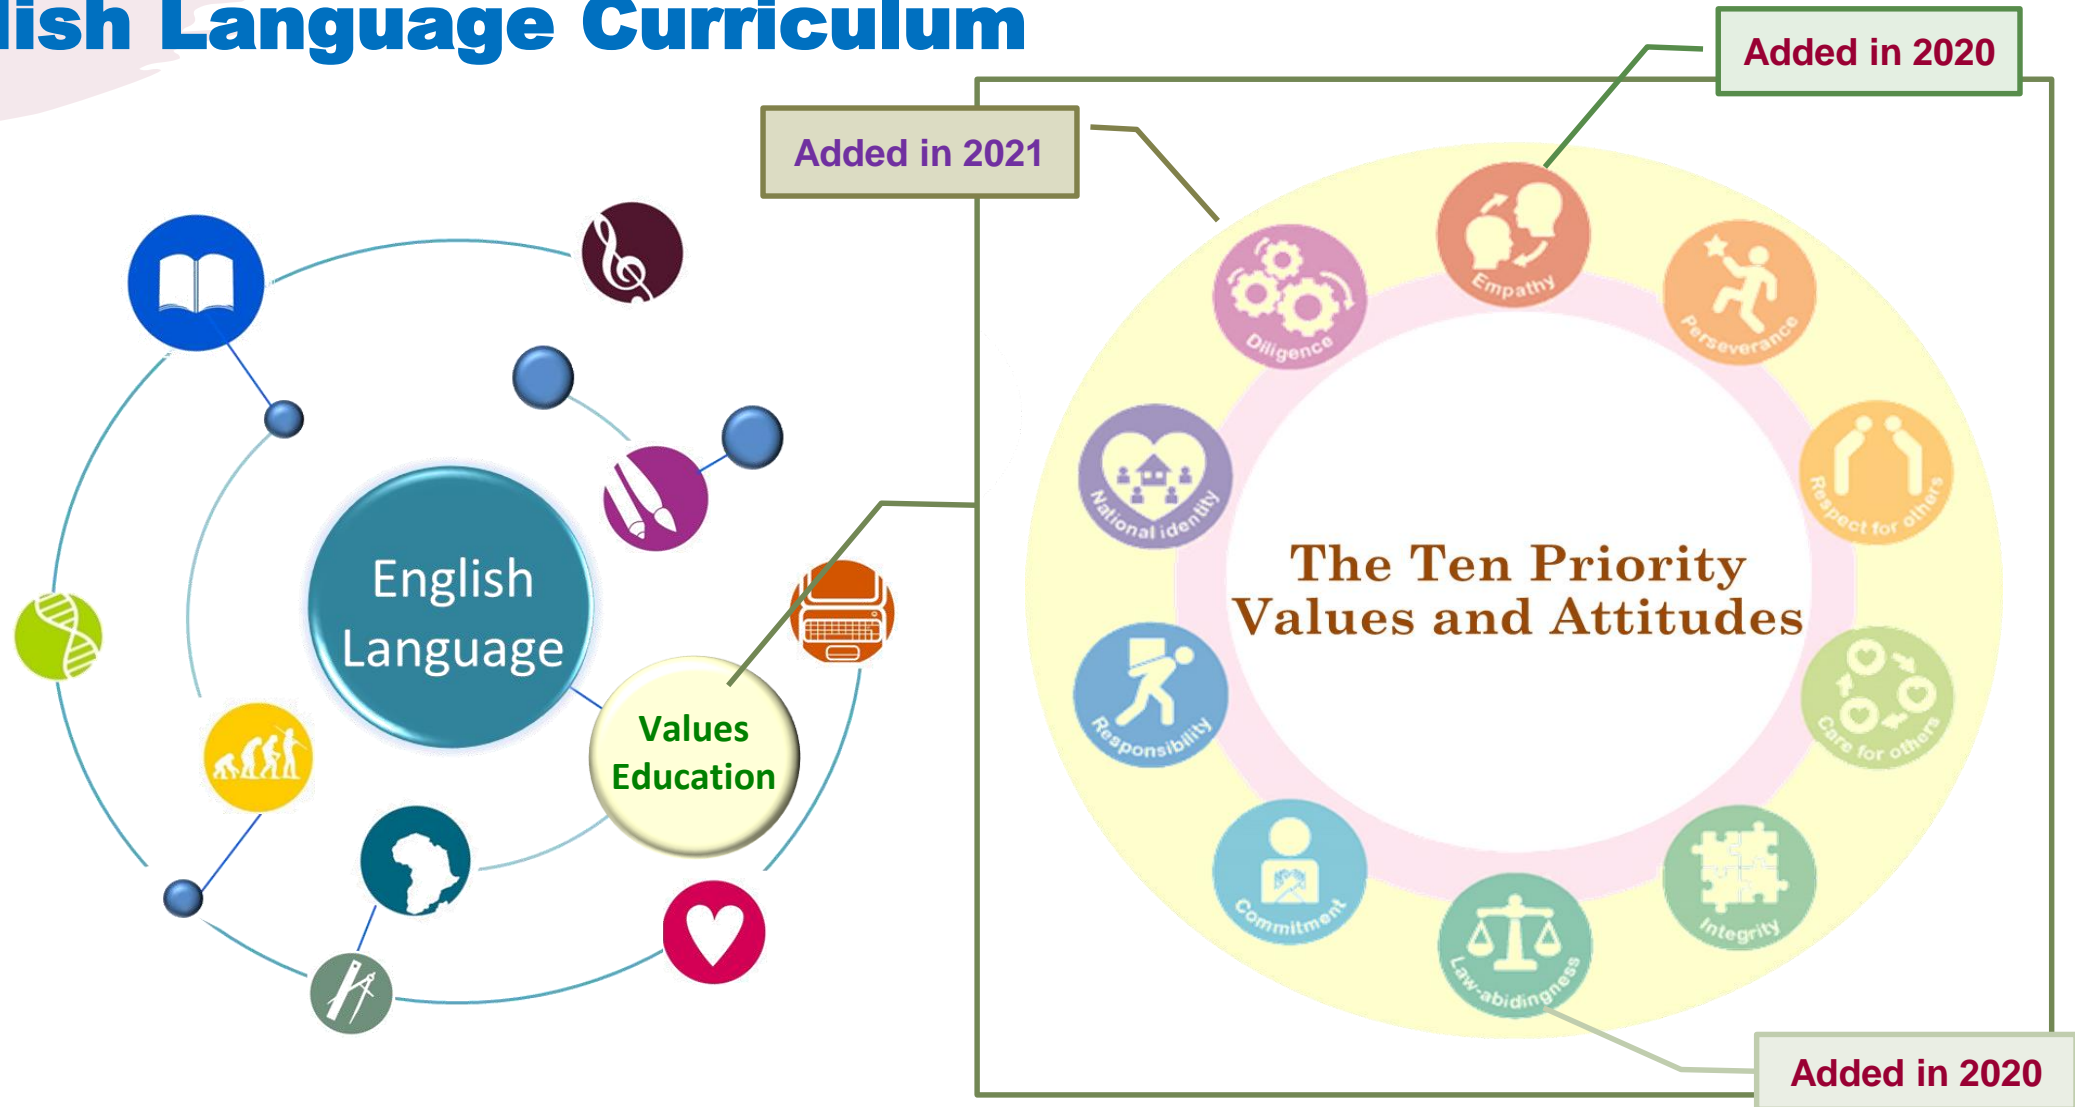 lish Language Curriculum
Added in 2020
Added in 2021
Empathy
Diligence
Perseverance
National identity
Respect for others
English
Language
The Ten Priority
Values and Attitudes
Responsibility
Care for others
Values
Education
Commitment
Integrity
Law-abidingness
Added in 2020